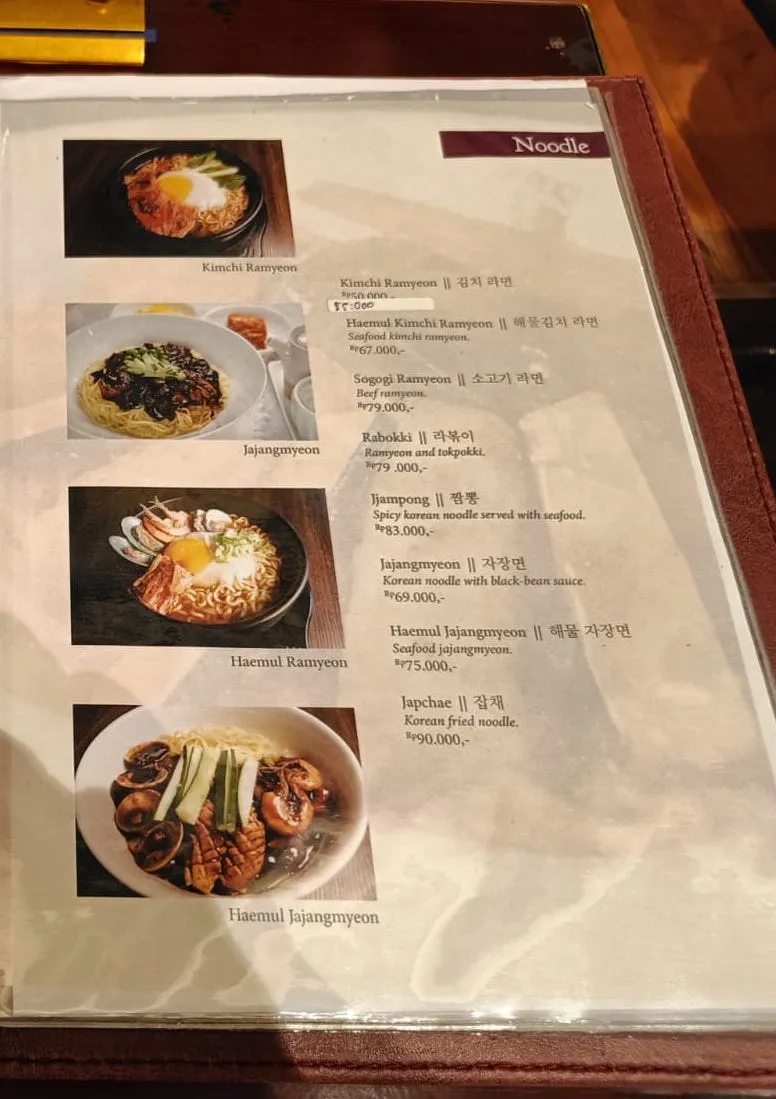 Noodle
Kimchi Ramyeon
Kimchi Ramyeon || 김치 라면
Rp50.000,-
55.000
Haemul Kimchi Ramyeon || 해물김치 라면
Seafood kimchi ramyeon.
Rp67.000,-
Sogogi Ramyeon || 소고기 라면
Beef ramyeon.
Rp79.000,-
Jajangmyeon
Rabokki || 라볶이
Ramyeon and tokpokki.
Rp79 .000,-
Jjampong || 짬뽕
Spicy korean noodle served with seafood.
Rp83.000,-
Jajangmyeon || 자장면
Korean noodle with black-bean sauce.
Rp69.000,-
Haemul Ramyeon
Haemul Jajangmyeon || 해물 자장면
Seafood jajangmyeon.
Rp75.000,-
Japchae || 잡채
Korean fried noodle.
Rp90.000,-
Haemul Jajangmyeon